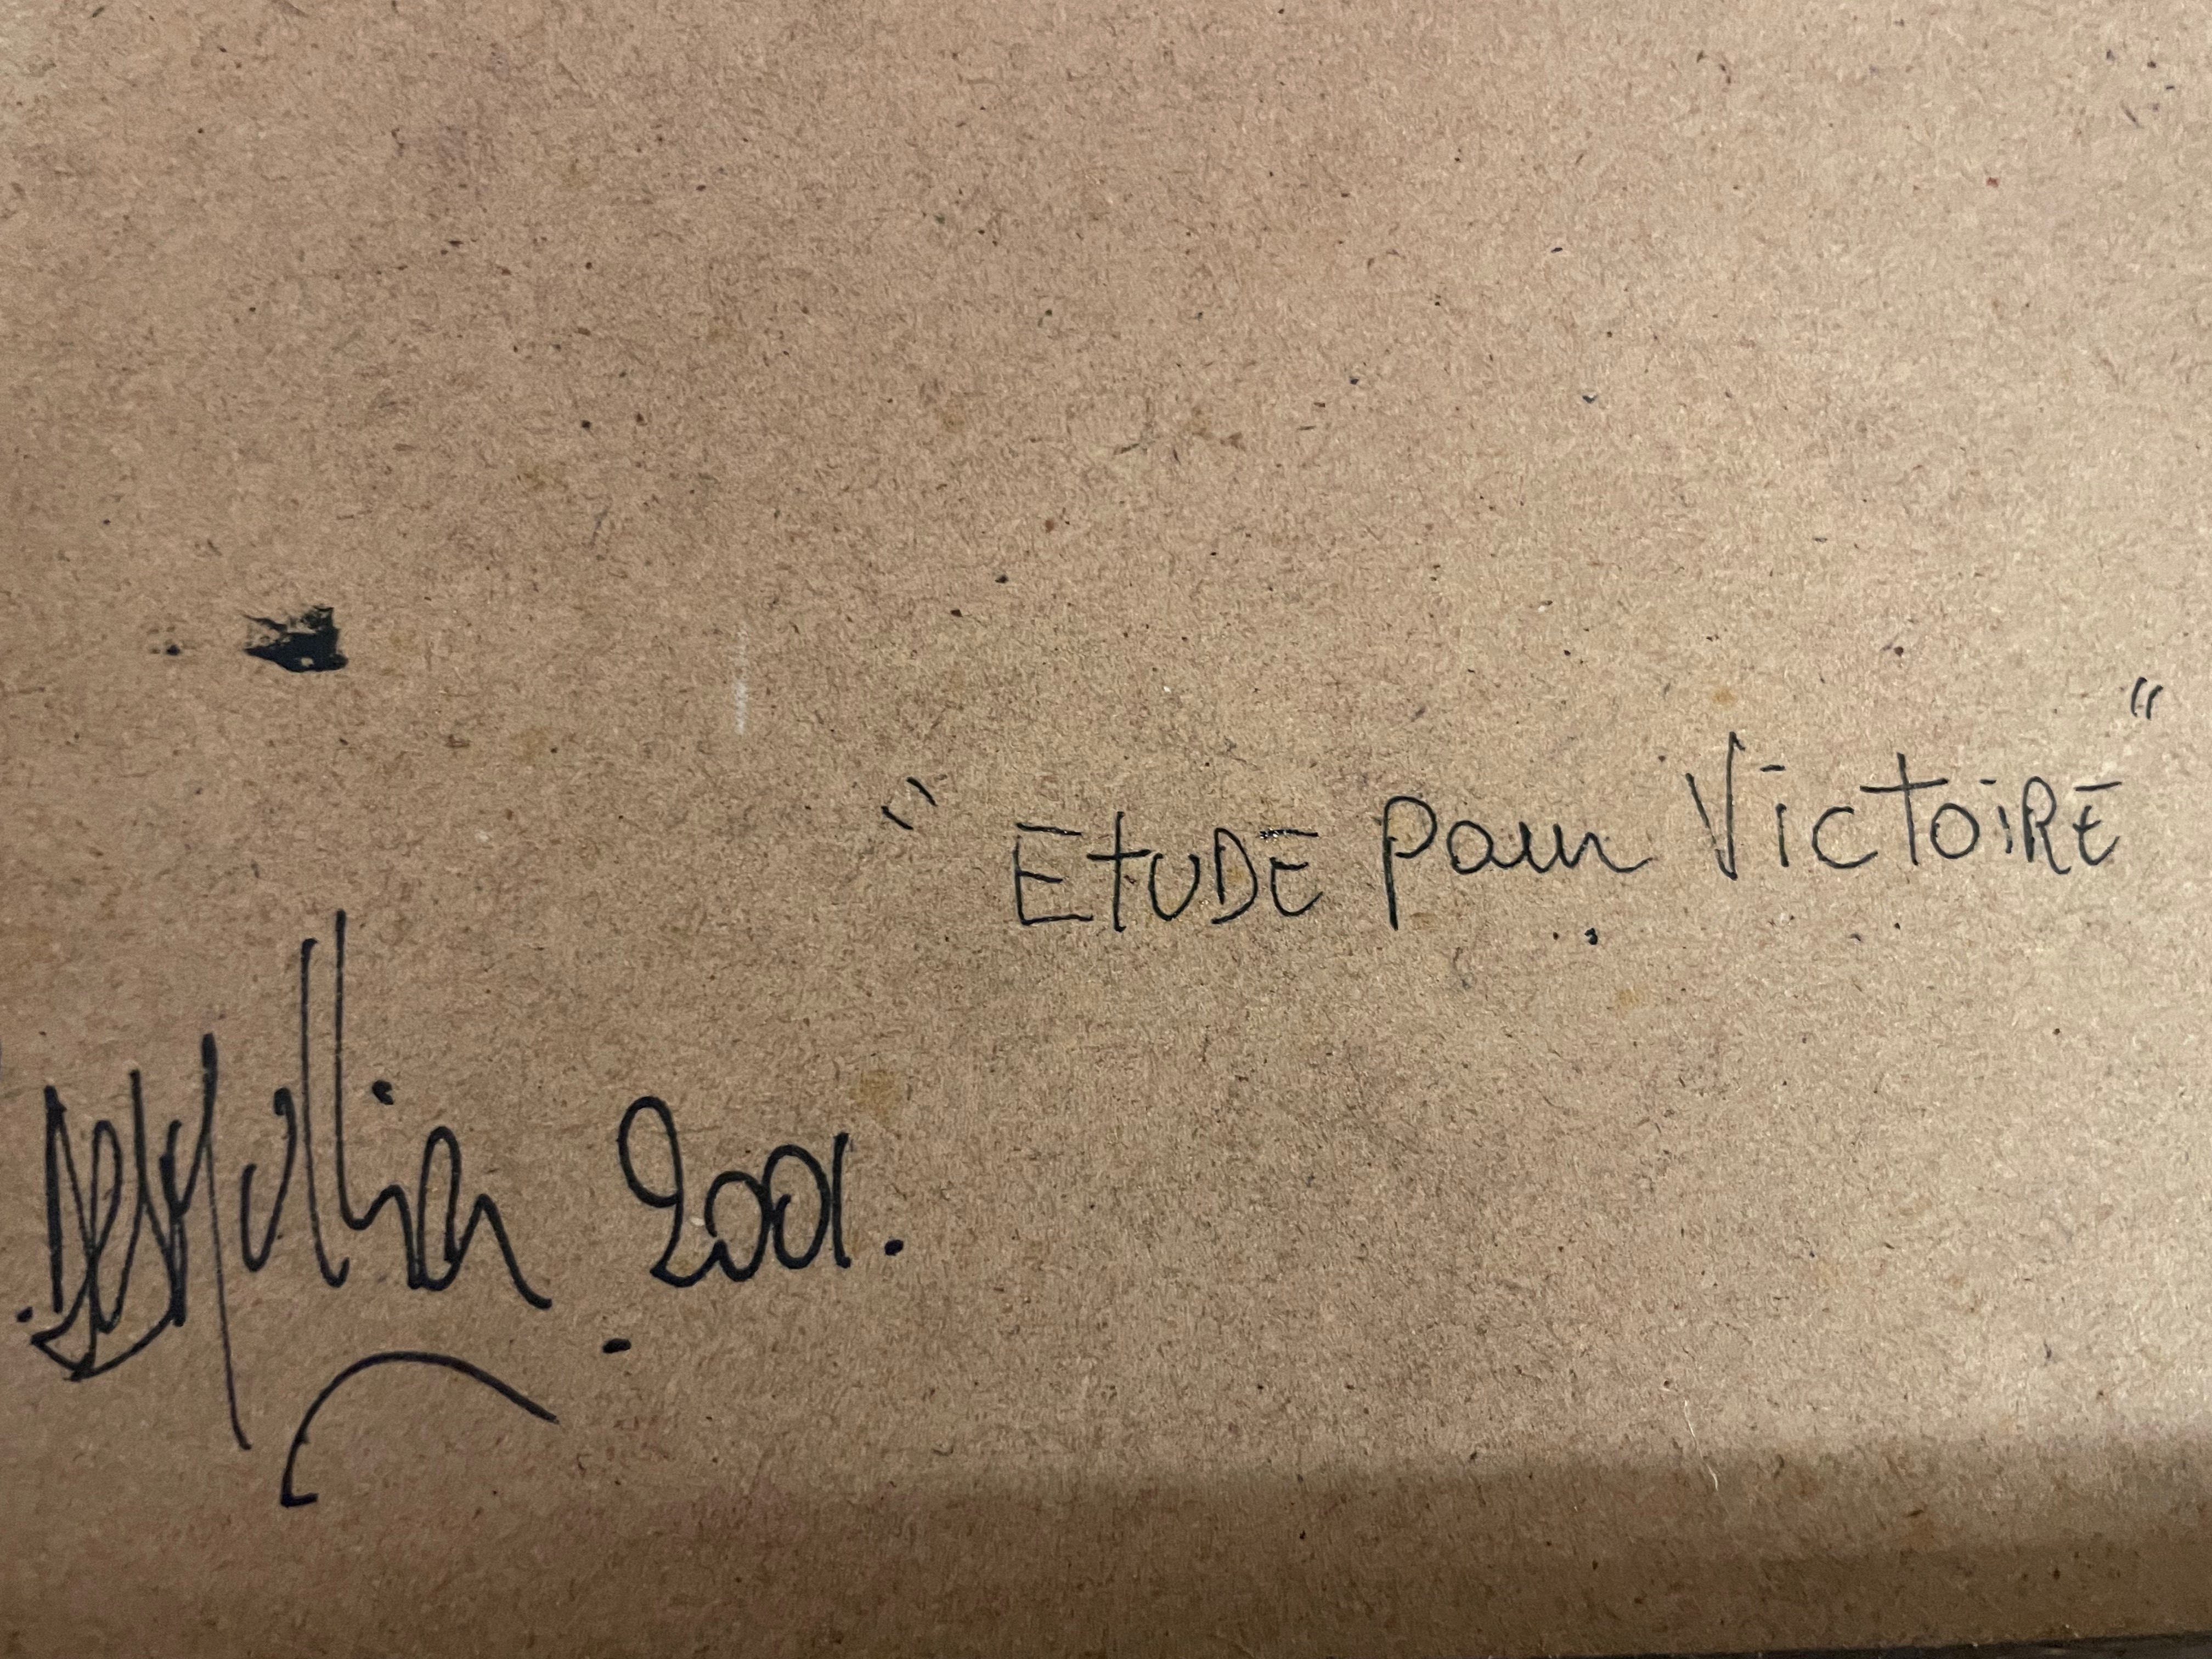 " ETUDE Pour VICTOIRE "
2001.